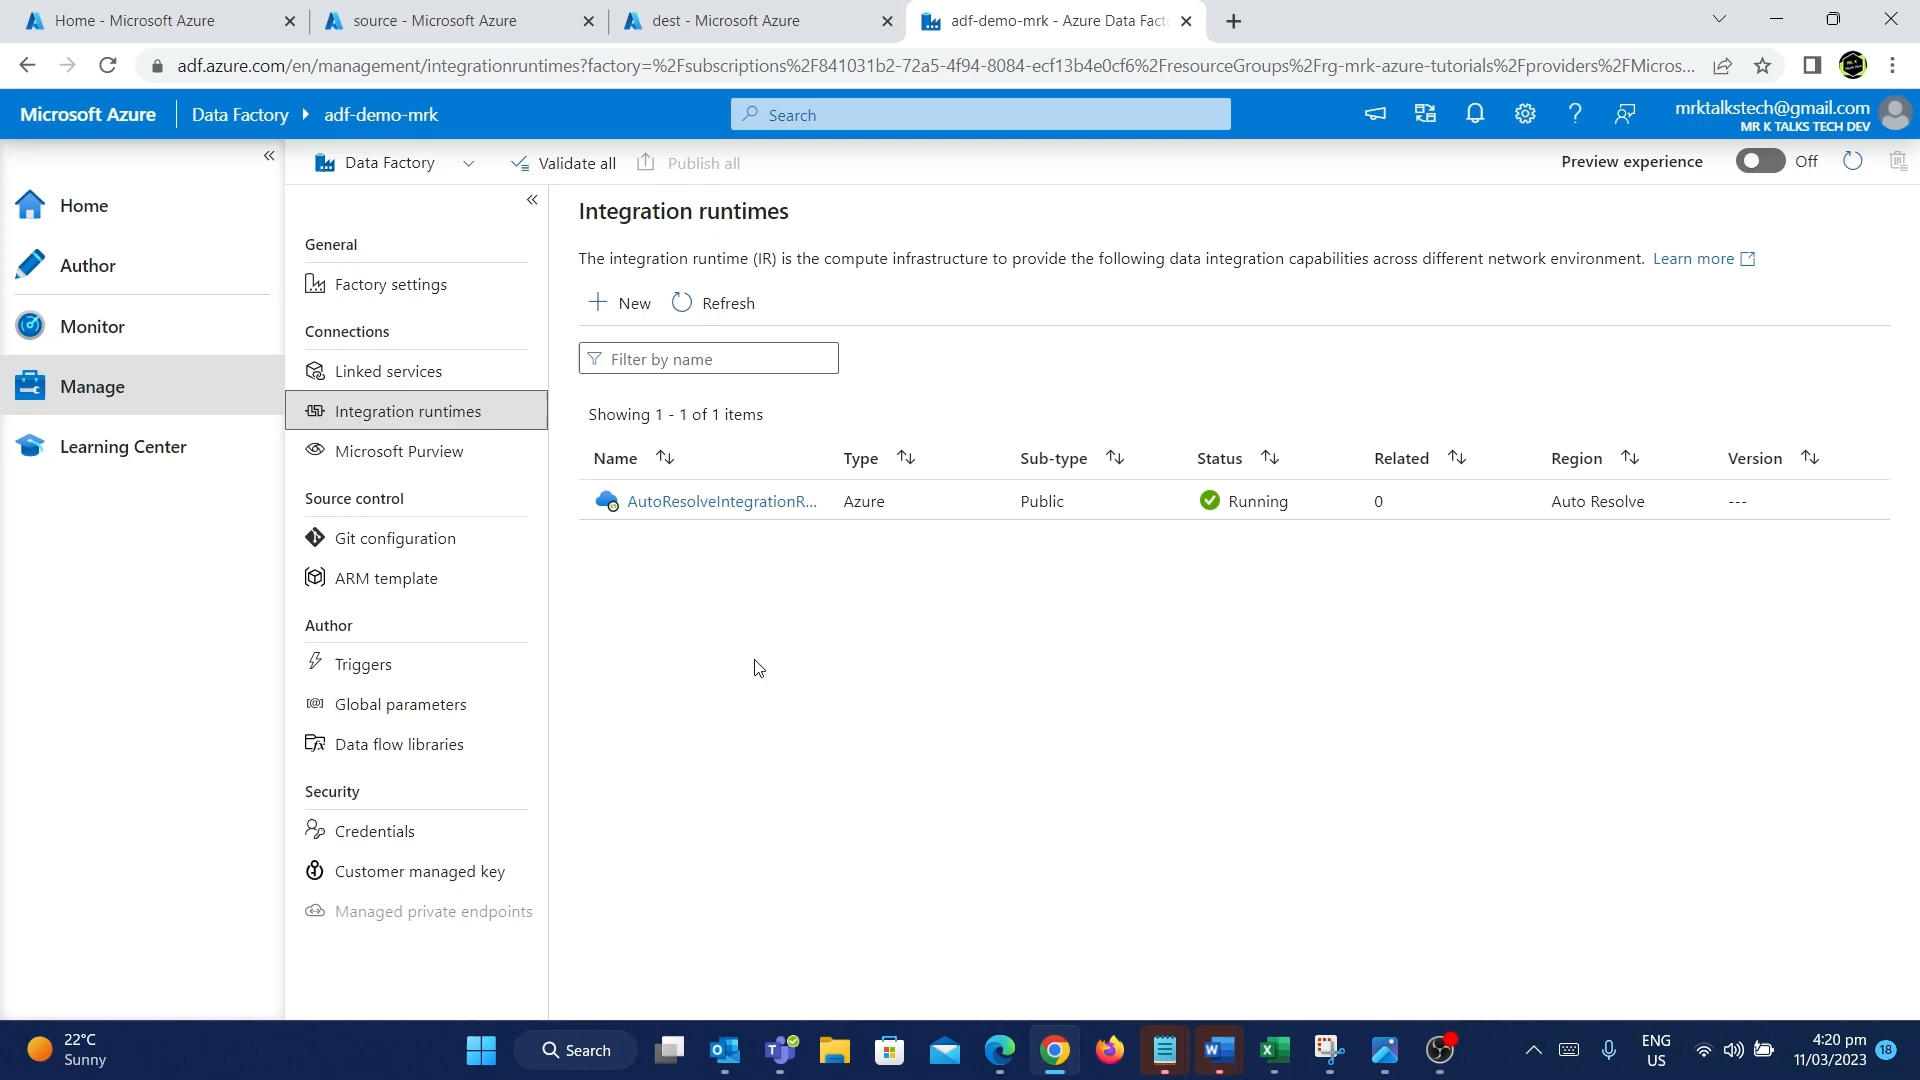 Home - Microsoft Azure
source - Microsoft Azure
dest - Microsoft Azure
adf-demo-mrk - Azure Data Fact
adf.azure.com/en/management/integrationruntimes?factory=%2Fsubscriptions%2F841031b2-72a5-4f94-8084-ecf13b4e0cf6%2FresourceGroups%2Frg-mrk-azure-tutorials%2Fproviders%2FMicros...
Microsoft Azure
Data Factory
adf-demo-mrk
Search
mrktalkstech@gmail.com
MR K TALKS TECH DEV
Data Factory
Validate all
Publish all
Preview experience
Off
Home
Author
Monitor
Manage
Learning Center
General
Factory settings
Connections
Linked services
Integration runtimes
Microsoft Purview
Source control
Git configuration
ARM template
Author
Triggers
Global parameters
Data flow libraries
Security
Credentials
Customer managed key
Managed private endpoints
Integration runtimes
The integration runtime (IR) is the compute infrastructure to provide the following data integration capabilities across different network environment. Learn more
New
Refresh
Filter by name
Showing 1 - 1 of 1 items
Name Type Sub-type Status Related Region Version
AutoResolveIntegrationR... Azure Public Running 0 Auto Resolve ---
22°C
Sunny
Search
ENG
US
4:20 pm
11/03/2023
18